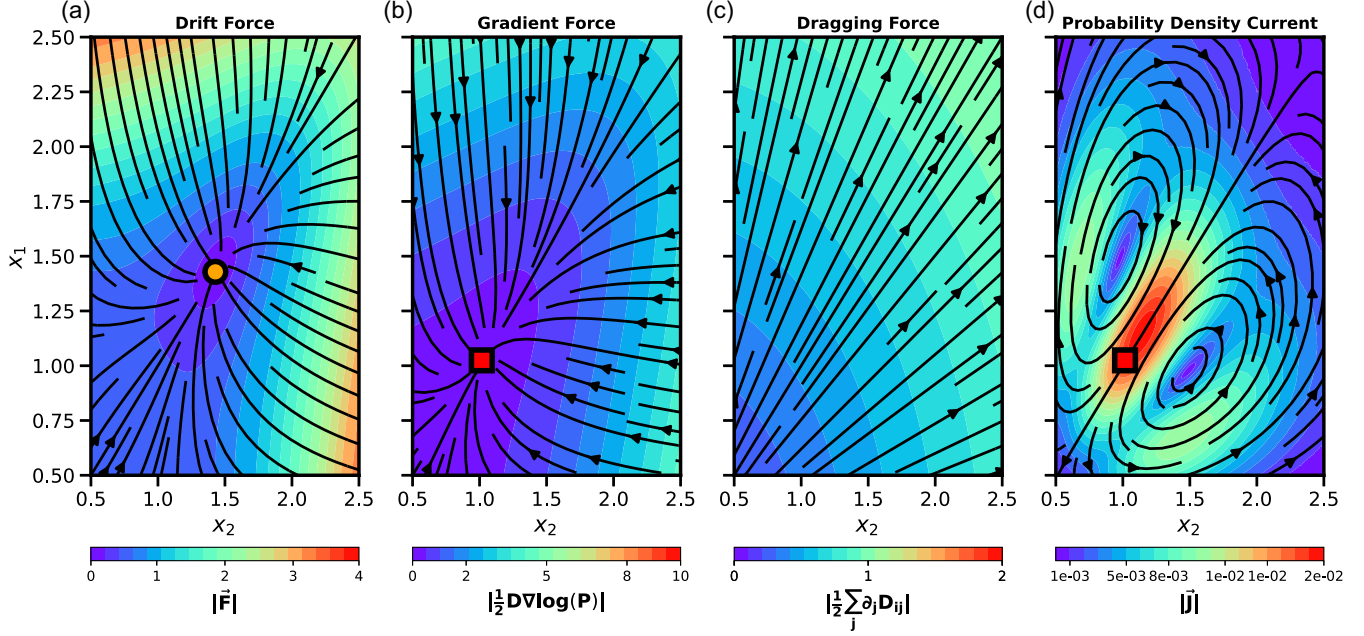 (a) Drift Force
(b) Gradient Force
(c) Dragging Force
(d) Probability Density Current
2.50
2.25
2.00
1.75
1.50
1.25
1.00
0.75
0.50
x₁
0.5 1.0 1.5 2.0 2.5
x₂
0 1 2 3 4
|F⃗|
0.5 1.0 1.5 2.0 2.5
x₂
0 2 5 8 10
|½D∇log(P)|
0.5 1.0 1.5 2.0 2.5
x₂
0 1 2
|½∑ⱼ∂ⱼDᵢⱼ|
0.5 1.0 1.5 2.0 2.5
x₂
1e-03 5e-03 8e-03 1e-02 1e-02 2e-02
|J⃗|